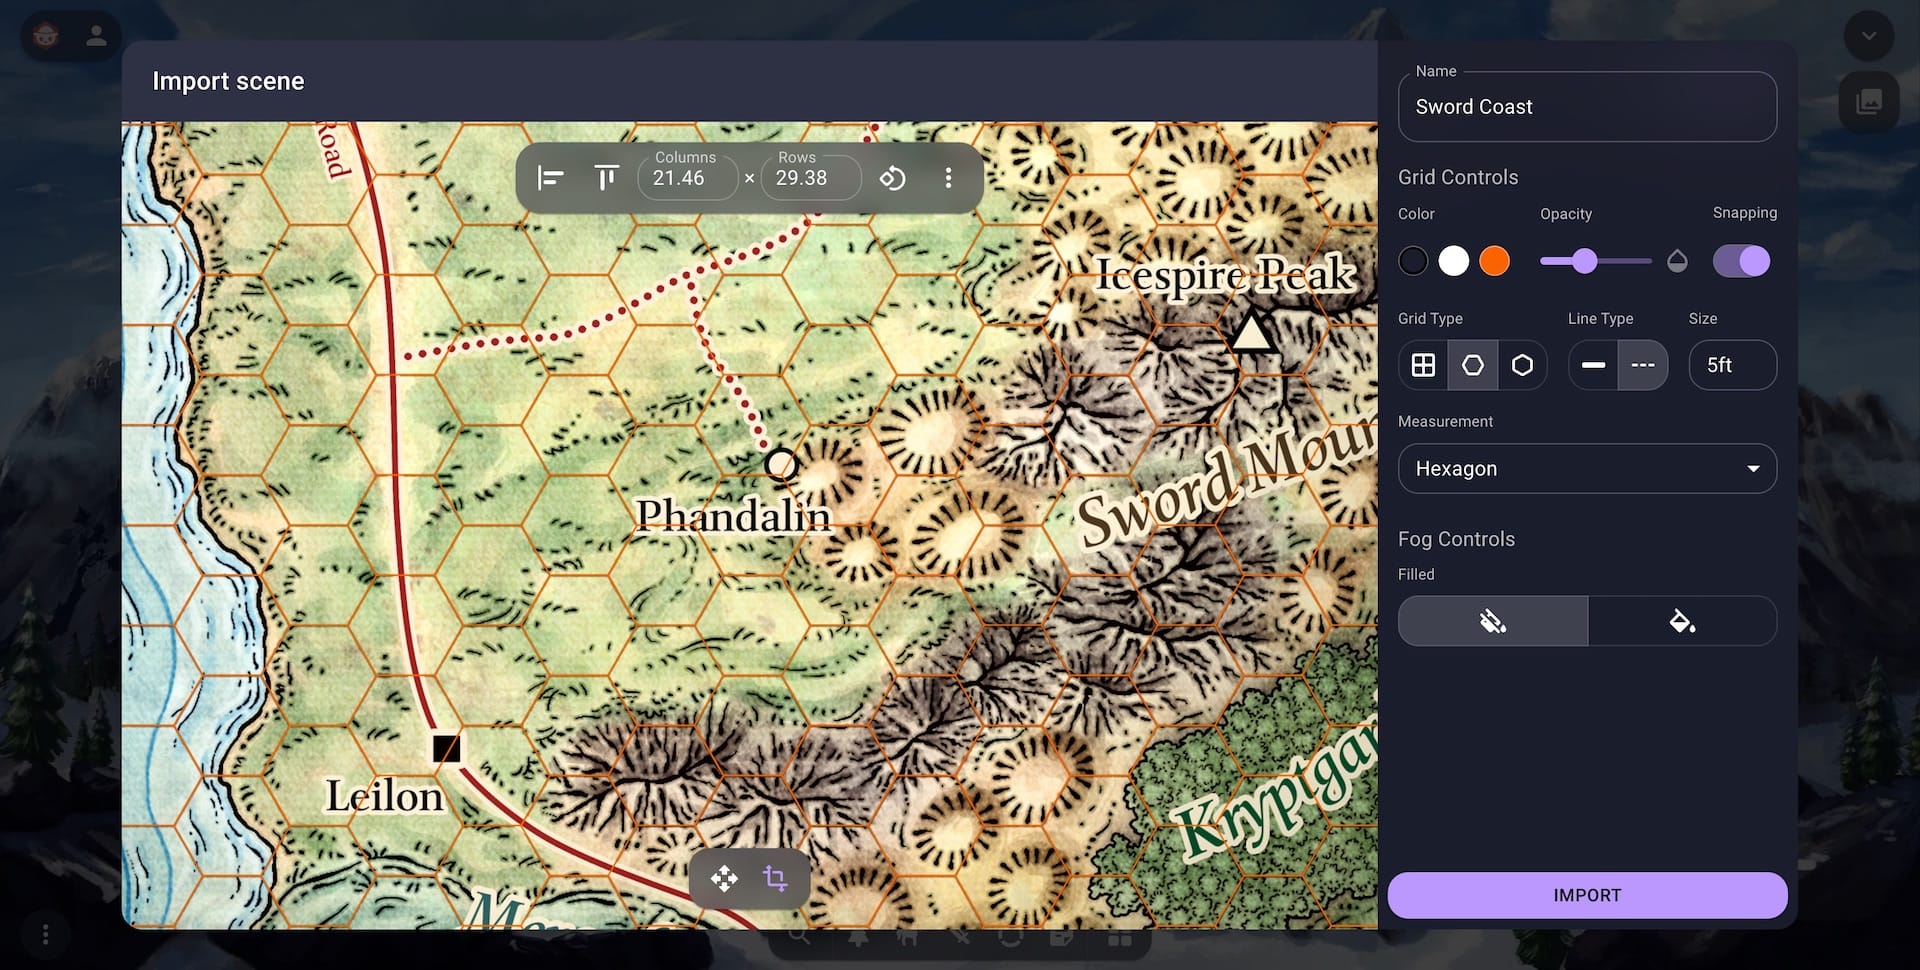 Import scene
Name
Sword Coast
Road
Columns
21.46
×
Rows
29.38
Icespire Peak
Phandalin
Sword
Leilon
Grid Controls
Color
Opacity
Snapping
Grid Type
Line Type
Size
5ft
Measurement
Hexagon
Fog Controls
Filled
IMPORT